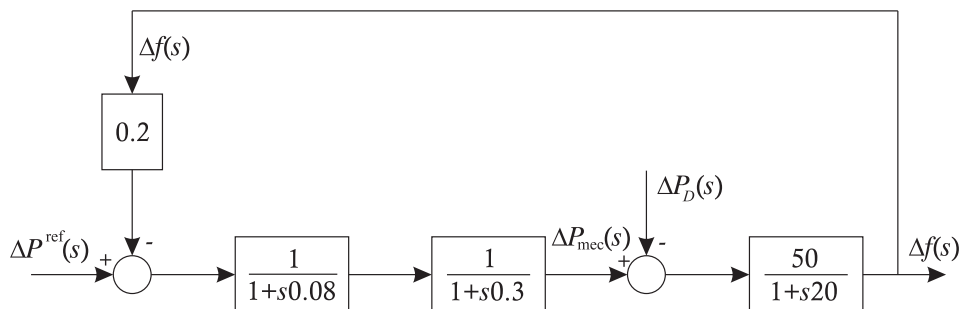 Δf(s)
0.2
ΔP^ref(s)
+
-
1
1+s0.08
1
1+s0.3
ΔP_mec(s)
+
ΔP_D(s)
-
50
1+s20
Δf(s)